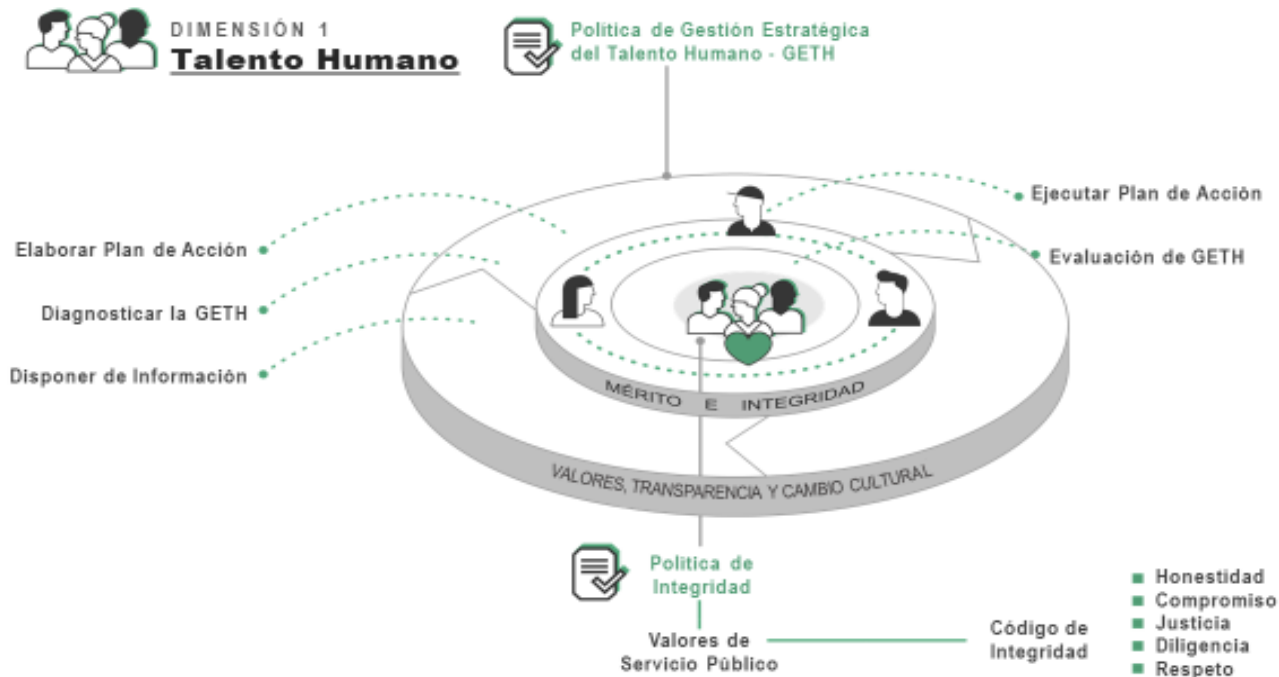 DIMENSIÓN 1
Talento Humano
Política de Gestión Estratégica
del Talento Humano - GETH
Elaborar Plan de Acción
Diagnosticar la GETH
Disponer de Información
Ejecutar Plan de Acción
Evaluación de GETH
MÉRITO E INTEGRIDAD
VALORES, TRANSPARENCIA Y CAMBIO CULTURAL
Política de
Integridad
Valores de
Servicio Público
Código de
Integridad
Honestidad
Compromiso
Justicia
Diligencia
Respeto